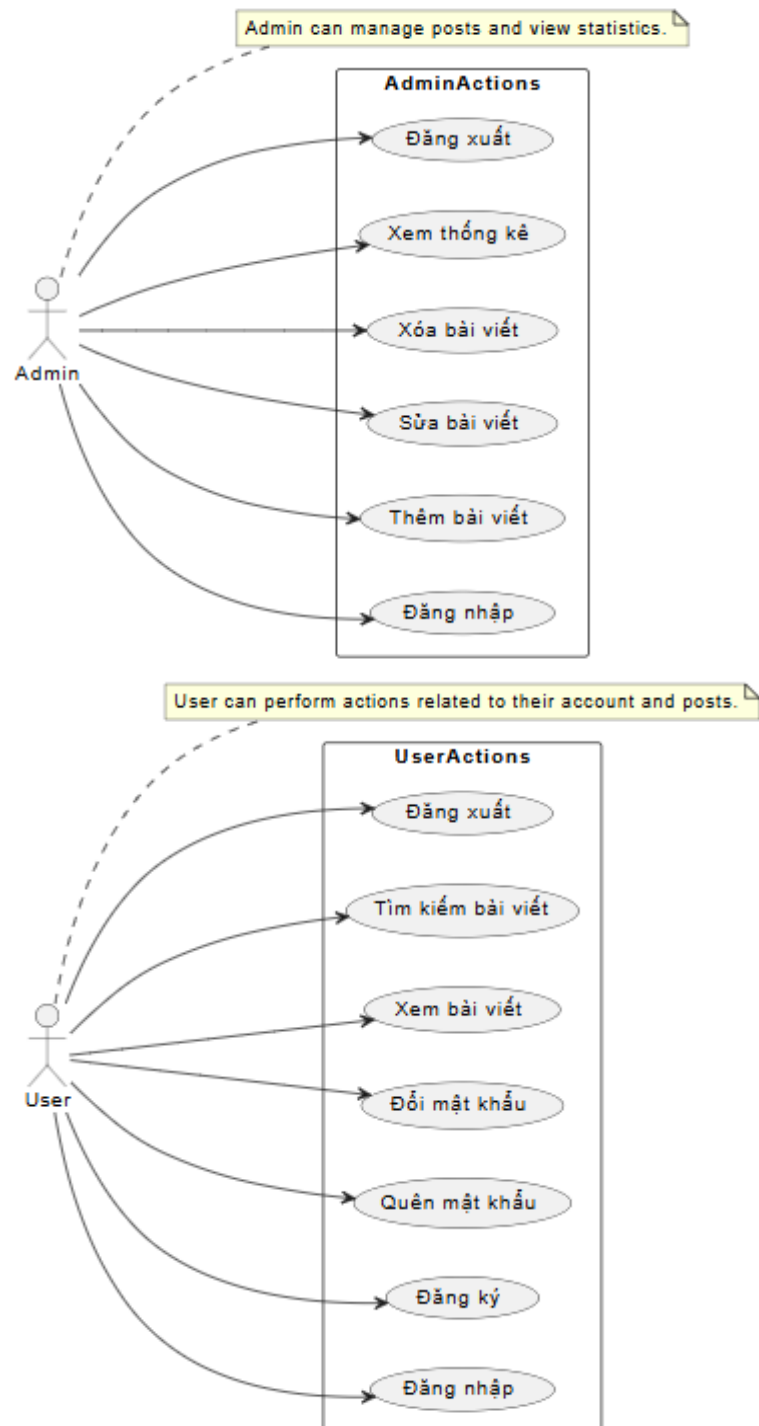 Admin can manage posts and view statistics.
AdminActions
Đăng xuất
Xem thống kê
Xóa bài viết
Admin
Sửa bài viết
Thêm bài viết
Đăng nhập
User can perform actions related to their account and posts.
UserActions
Đăng xuất
Tìm kiếm bài viết
Xem bài viết
User
Đổi mật khẩu
Quên mật khẩu
Đăng ký
Đăng nhập